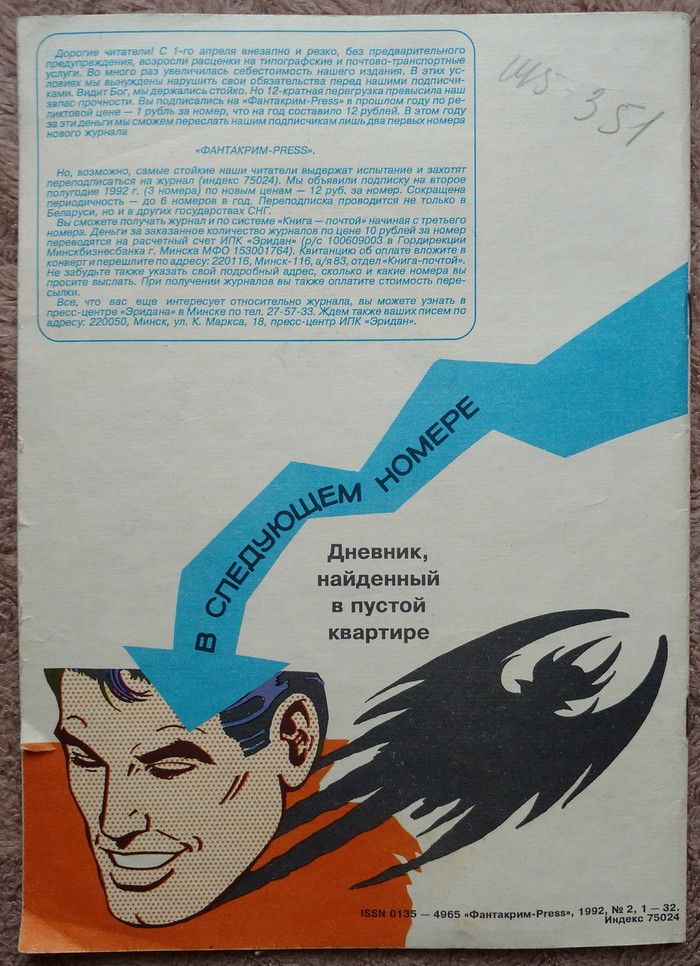 Дорогие читатели! С 1-го апреля внезапно и резко, без предварительного
предупреждения, возросли расценки на типографские и почтово-транспортные
услуги. Во много раз увеличилась себестоимость нашего издания. В этих ус-
ловиях мы вынуждены нарушить свои обязательства перед нашими подписчи-
ками. Видит Бог, мы держались стойко. Но 12-кратная перегрузка превысила наш
запас прочности. Вы подписались на «Фантакрим-Press» в прошлом году по ре-
ликтовой цене — 1 рубль за номер, что на год составило 12 рублей. В этом году
за эти деньги мы сможем переслать нашим подписчикам лишь два первых номера
нового журнала
«ФАНТАКРИМ-PRESS».
Но, возможно, самые стойкие наши читатели выдержат испытание и захотят
переподписаться на журнал (индекс 75024). Мы объявили подписку на второе
полугодие 1992 г. (3 номера) по новым ценам — 12 руб. за номер. Сокращена
периодичность — до 6 номеров в год. Переподписка проводится не только в
Беларуси, но и в других государствах СНГ.
Вы сможете получать журнал и по системе «Книга — почтой» начиная с третьего
номера. Деньги за заказанное количество журналов по цене 10 рублей за номер
переводятся на расчетный счет ИПК «Эридан» (р/с 100609003 в Гордирекции
Минскбизнесбанка г. Минска МФО 153001764). Квитанцию об оплате вложите в
конверт и перешлите по адресу: 220116, Минск-116, а/я 83, отдел «Книга-почтой».
Не забудьте также указать свой подробный адрес, сколько и какие номера вы
просите выслать. При получении журналов вы также оплатите стоимость пере-
сылки.
Все, что вас еще интересует относительно журнала, вы можете узнать в
пресс-центре «Эридана» в Минске по тел. 27-57-33. Ждем также ваших писем по
адресу: 220050, Минск, ул. К. Маркса, 18, пресс-центр ИПК «Эридан».
351
В СЛЕДУЮЩЕМ НОМЕРЕ
Дневник,
найденный
в пустой
квартире
ISSN 0135 — 4965 «Фантакрим-Press», 1992, № 2, 1 — 32.
Индекс 75024